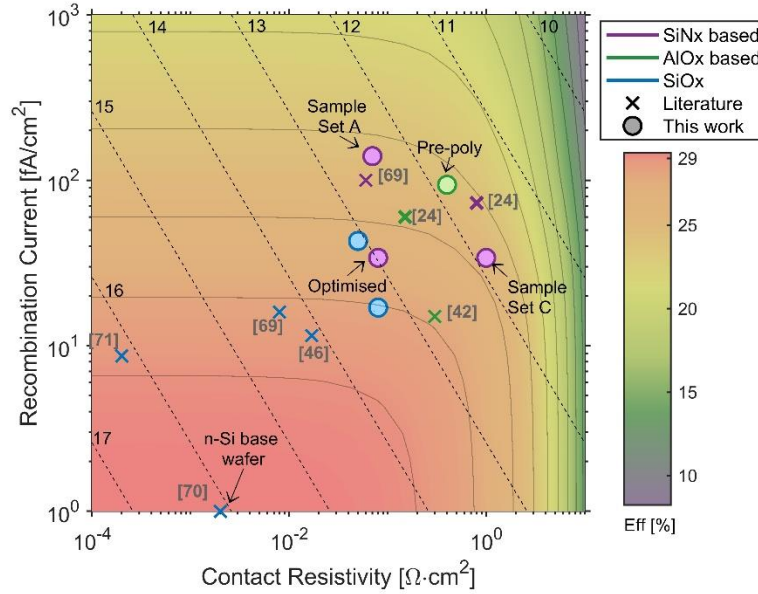 10³
10²
10¹
10⁰
Recombination Current [fA/cm²]
14
13
12
11
10
15
16
17
Sample
Set A
Pre-poly
[69]
[24]
[24]
Optimised
Sample
Set C
[42]
[69]
[46]
[71]
n-Si base
wafer
[70]
10⁻⁴
10⁻²
10⁰
Contact Resistivity [Ω·cm²]
SiNx based
AlOx based
SiOx
Literature
This work
29
25
20
15
10
Eff [%]